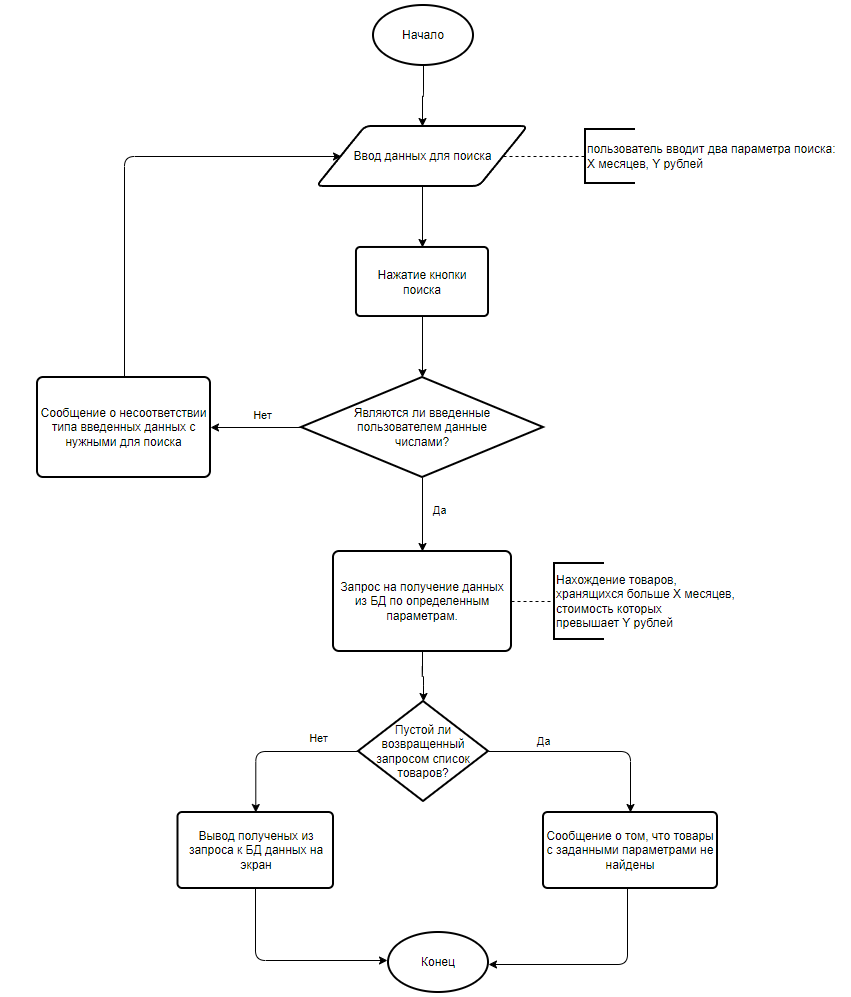 Начало
Ввод данных для поиска
пользователь вводит два параметра поиска:
X месяцев, Y рублей
Нажатие кнопки
поиска
Являются ли введенные
пользователем данные
числами?
Нет
Сообщение о несоответствии
типа введенных данных с
нужными для поиска
Да
Запрос на получение данных
из БД по определенным
параметрам.
Нахождение товаров,
хранящихся больше X месяцев,
стоимость которых
превышает Y рублей
Пустой ли
возвращенный
запросом список
товаров?
Нет
Да
Вывод полученых из
запроса к БД данных на
экран
Сообщение о том, что товары
с заданными параметрами не
найдены
Конец